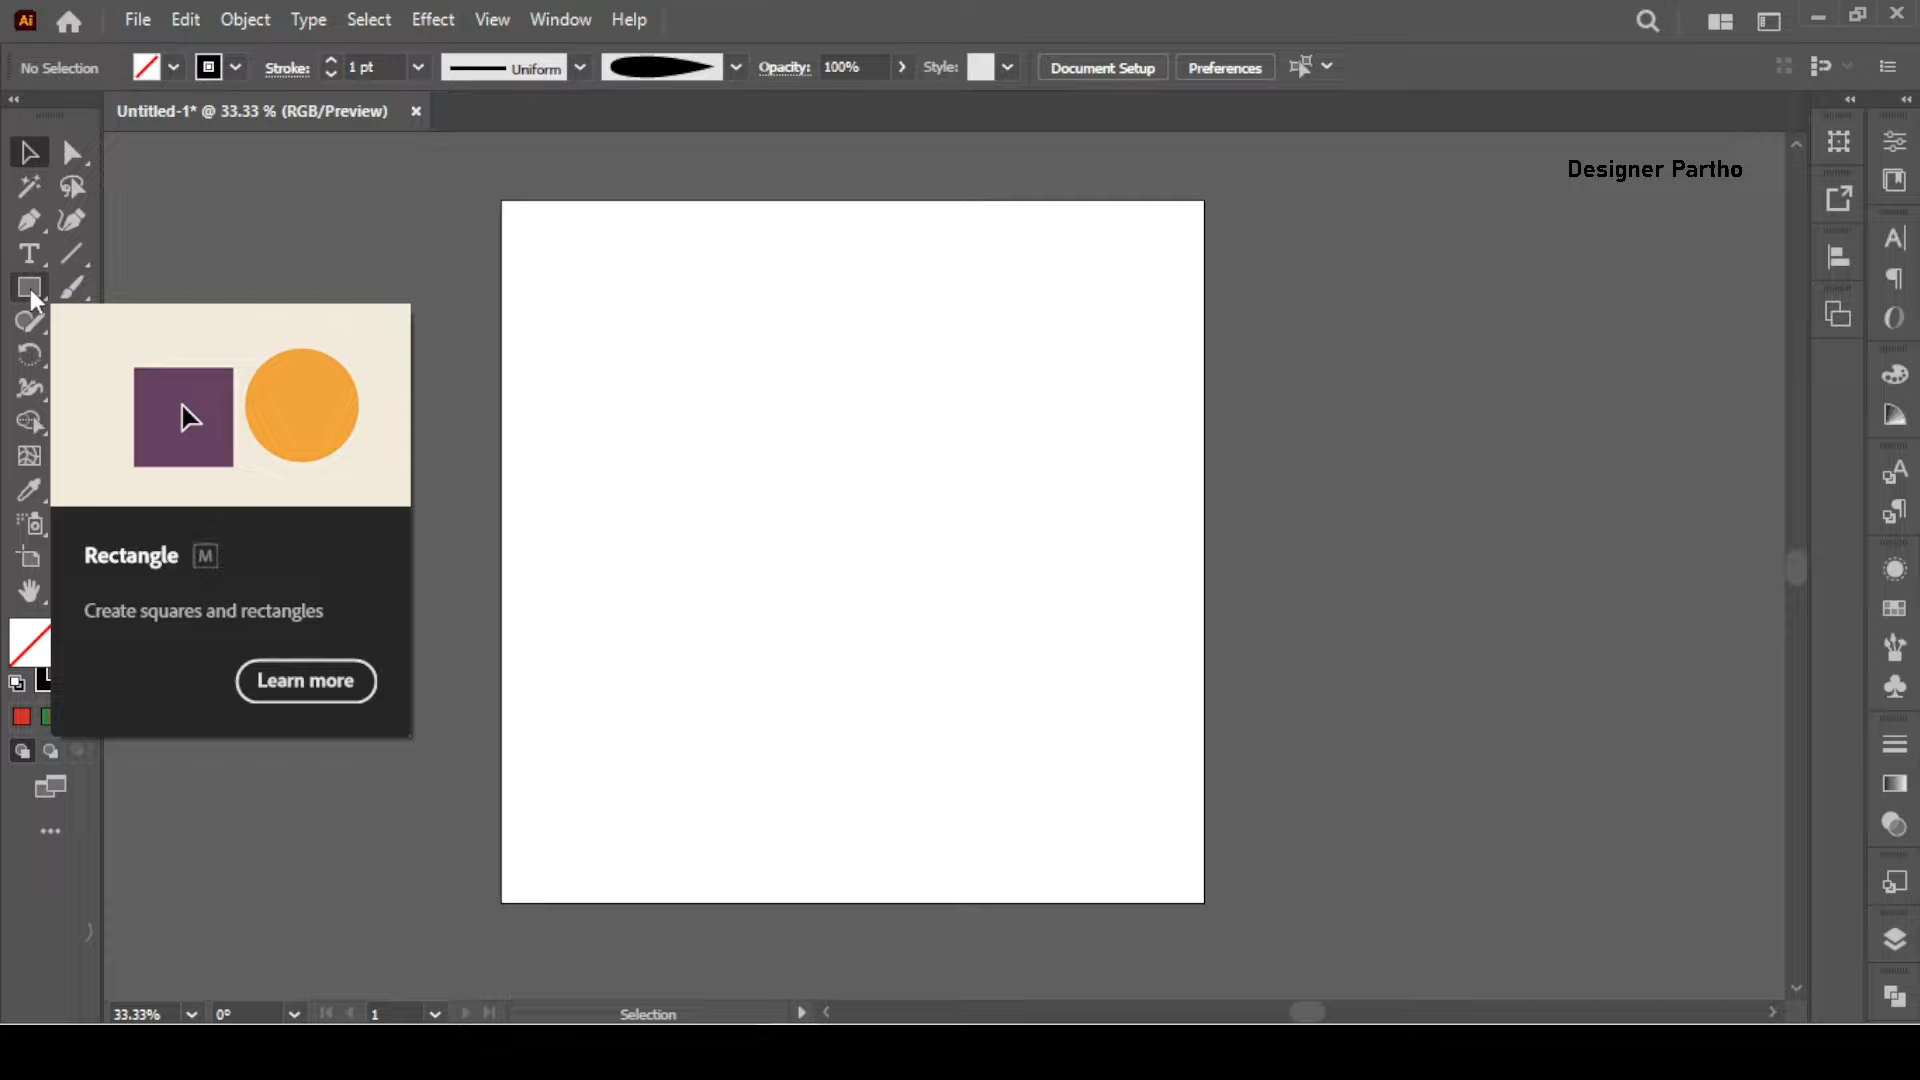 Ai File Edit Object Type Select Effect View Window Help
No Selection Stroke: 1 pt Uniform Opacity: 100% Style: Document Setup Preferences
Untitled-1* @ 33.33 % (RGB/Preview)
Designer Partho
Rectangle M
Create squares and rectangles
Learn more
33.33% 0° 1 Selection